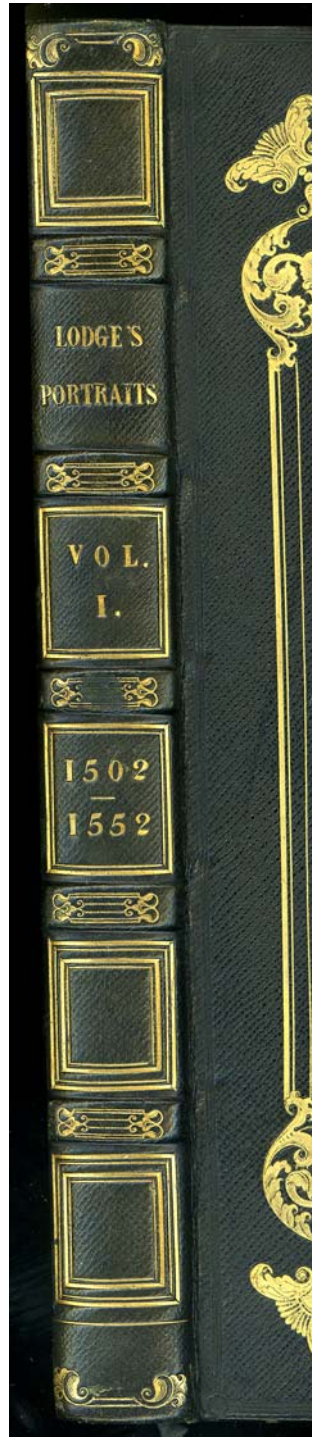 LODGE'S
PORTRAITS
VOL.
I.
1502
—
1552